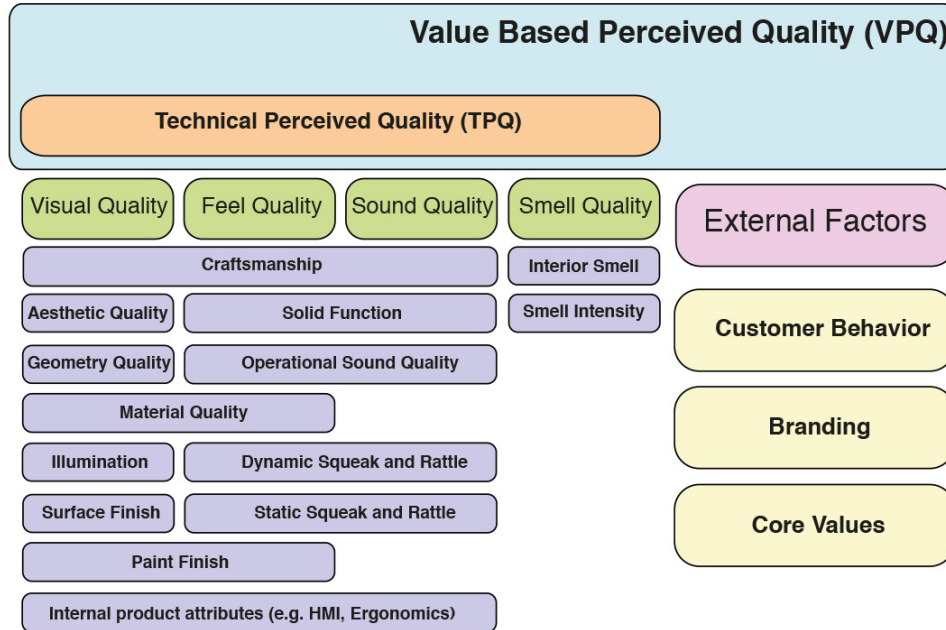 Value Based Perceived Quality (VPQ)
Technical Perceived Quality (TPQ)
Visual Quality
Feel Quality
Sound Quality
Smell Quality
External Factors
Craftsmanship
Interior Smell
Aesthetic Quality
Solid Function
Smell Intensity
Customer Behavior
Geometry Quality
Operational Sound Quality
Material Quality
Branding
Illumination
Dynamic Squeak and Rattle
Surface Finish
Static Squeak and Rattle
Core Values
Paint Finish
Internal product attributes (e.g. HMI, Ergonomics)